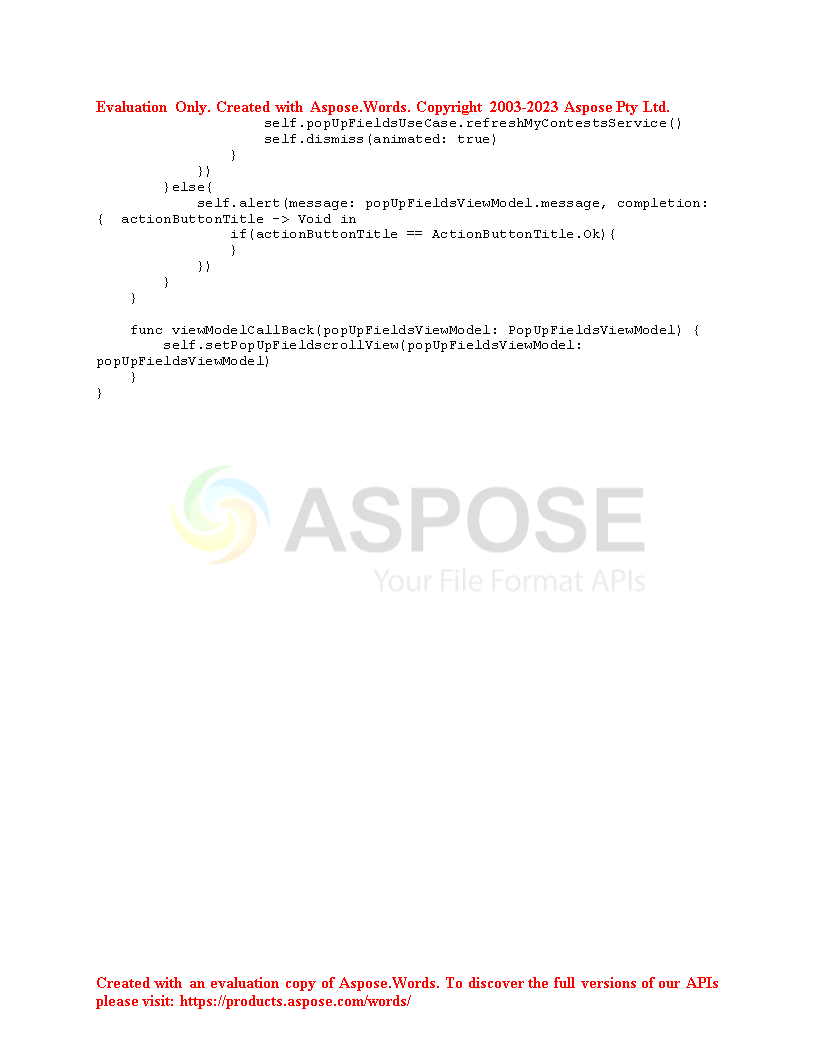 Evaluation Only. Created with Aspose.Words. Copyright 2003-2023 Aspose Pty Ltd.
                    self.popUpFieldsUseCase.refreshMyContestsService()
                    self.dismiss(animated: true)
                }
            })
        }else{
            self.alert(message: popUpFieldsViewModel.message, completion:
{  actionButtonTitle -> Void in
                if(actionButtonTitle == ActionButtonTitle.Ok){
                }
            })
        }
    }

    func viewModelCallBack(popUpFieldsViewModel: PopUpFieldsViewModel) {
        self.setPopUpFieldscrollView(popUpFieldsViewModel:
popUpFieldsViewModel)
    }
}
ASPOSE
Your File Format APIs
Created with an evaluation copy of Aspose.Words. To discover the full versions of our APIs
please visit: https://products.aspose.com/words/